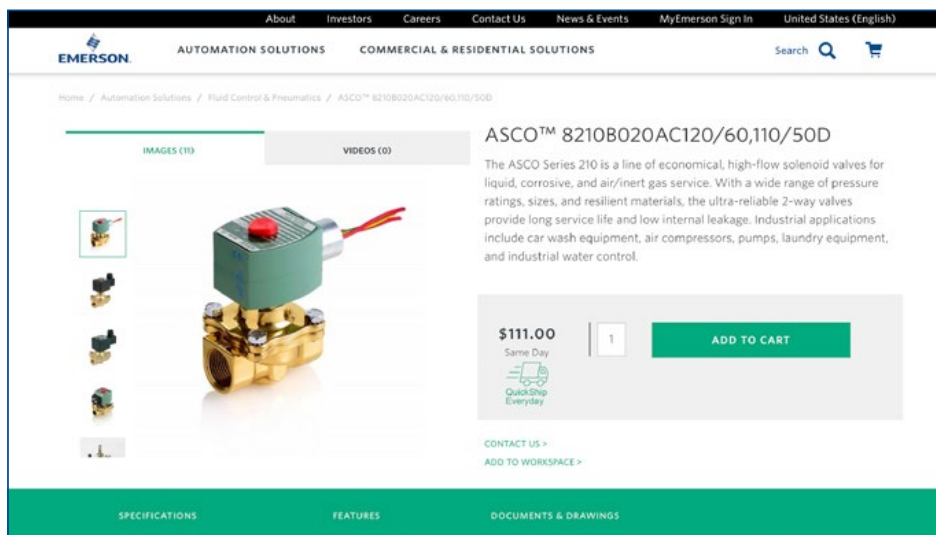 About Investors Careers Contact Us News & Events MyEmerson Sign In United States (English)
EMERSON. AUTOMATION SOLUTIONS COMMERCIAL & RESIDENTIAL SOLUTIONS Search
Home / Automation Solutions / Fluid Control & Pneumatics / ASCO™ 8210B020AC120/60,110/50D
IMAGES (11) VIDEOS (0)
ASCO™ 8210B020AC120/60,110/50D
The ASCO Series 210 is a line of economical, high-flow solenoid valves for
liquid, corrosive, and air/inert gas service. With a wide range of pressure
ratings, sizes, and resilient materials, the ultra-reliable 2-way valves
provide long service life and low internal leakage. Industrial applications
include car wash equipment, air compressors, pumps, laundry equipment,
and industrial water control.
$111.00 1 ADD TO CART
Same Day
QuickShip
Everyday
CONTACT US >
ADD TO WORKSPACE >
SPECIFICATIONS FEATURES DOCUMENTS & DRAWINGS